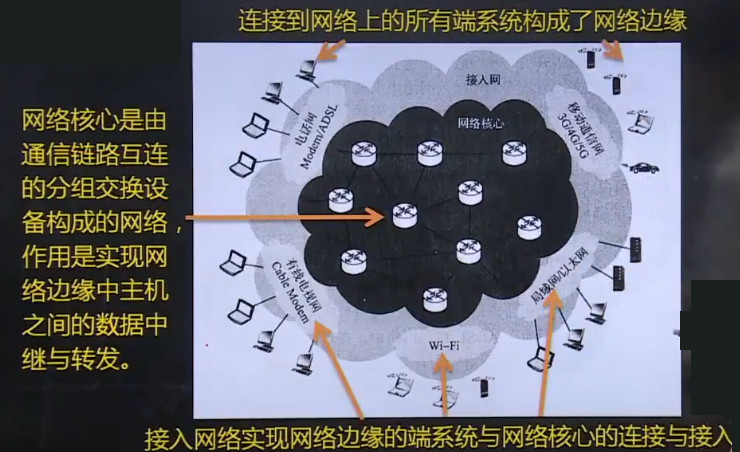 连接到网络上的所有端系统构成了网络边缘
接入网
网络核心
电话网
Modem/ADSL
移动通信网
3G/4G/5G
网络核心是由
通信链路互连
的分组交换设
备构成的网络，
作用是实现网
络边缘中主机
之间的数据中
继与转发。
有线电视网
Cable Modem
局域网/以太网
Wi-Fi
接入网络实现网络边缘的端系统与网络核心的连接与接入